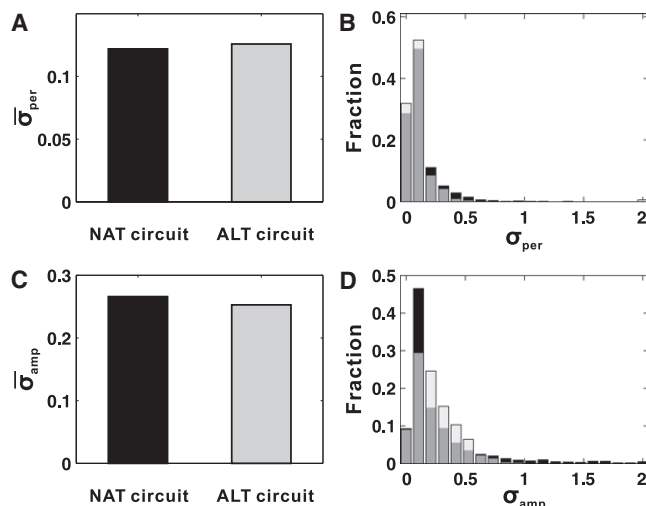 A
σ̅per
0.1
0.05
0
NAT circuit ALT circuit
B
Fraction
0.6
0.4
0.2
0
0 0.5 1 1.5 2
σper
C
σ̅amp
0.3
0.2
0.1
0
NAT circuit ALT circuit
D
Fraction
0.5
0.4
0.3
0.2
0.1
0
0 0.5 1 1.5 2
σamp